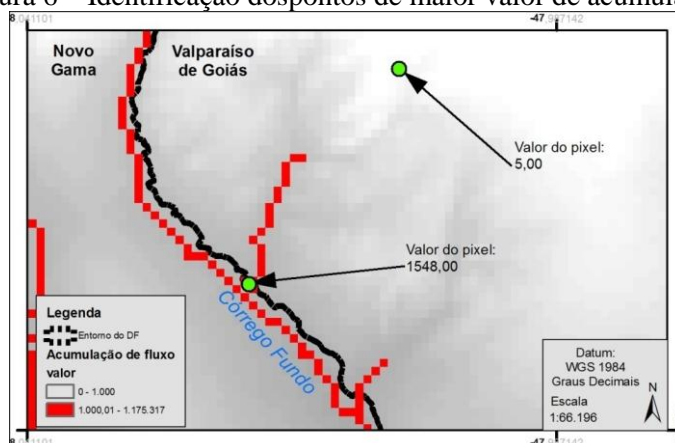 Identificação dospontos de maior valor de
-47,987142
Novo
Gama
Valparaíso
de Goiás
Valor do pixel:
5,00
Valor do pixel:
1548,00
Córrego Fundo
Legenda
Entorno do DF
Acumulação de fluxo
valor
0 - 1.000
1.000,01 - 1.175.317
Datum:
WGS 1984
Graus Decimais
Escala
1:66.196
N